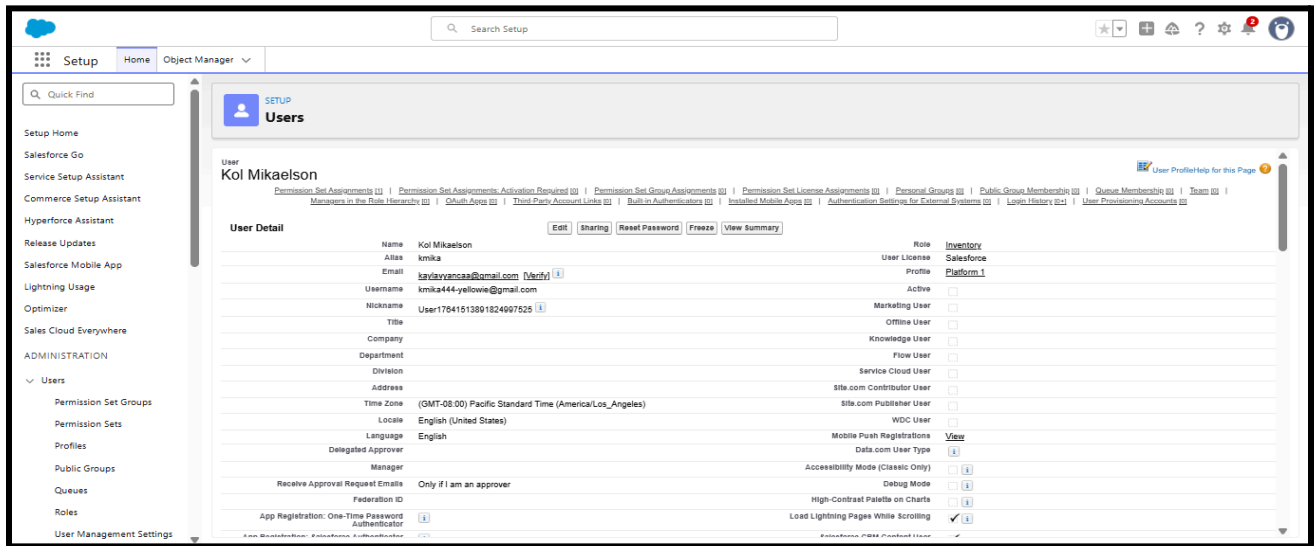 Search Setup
2
Setup Home Object Manager
Quick Find
Setup Home
Salesforce Go
Service Setup Assistant
Commerce Setup Assistant
Hyperforce Assistant
Release Updates
Salesforce Mobile App
Lightning Usage
Optimizer
Sales Cloud Everywhere
ADMINISTRATION
Users
Permission Set Groups
Permission Sets
Profiles
Public Groups
Queues
Roles
User Management Settings
SETUP
Users
User
Kol Mikaelson
User Profile Help for this Page ?
Permission Set Assignments [1] | Permission Set Assignments: Activation Required [0] | Permission Set Group Assignments [0] | Permission Set License Assignments [0] | Personal Groups [0] | Public Group Membership [0] | Queue Membership [0] | Team [0] |
Managers in the Role Hierarchy [0] | OAuth Apps [0] | Third-Party Account Links [0] | Built-in Authenticators [0] | Installed Mobile Apps [0] | Authentication Settings for External Systems [0] | Login History [0+] | User Provisioning Accounts [0]
User Detail Edit Sharing Reset Password Freeze View Summary
Name Kol Mikaelson Role Inventory
Alias kmika User License Salesforce
Email kaylavyancaa@gmail.com [Verify] i Profile Platform 1
Username kmika444-yellowie@gmail.com Active
Nickname User17641513891824997525 i Marketing User
Title Offline User
Company Knowledge User
Department Flow User
Division Service Cloud User
Address Site.com Contributor User
Time Zone (GMT-08:00) Pacific Standard Time (America/Los_Angeles) Site.com Publisher User
Locale English (United States) WDC User
Language English Mobile Push Registrations View
Delegated Approver Data.com User Type i
Manager Accessibility Mode (Classic Only) i
Receive Approval Request Emails Only if I am an approver Debug Mode i
Federation ID High-Contrast Palette on Charts i
App Registration: One-Time Password Authenticator i Load Lightning Pages While Scrolling i
App Registration: Salesforce Authenticator Salesforce CRM Content User